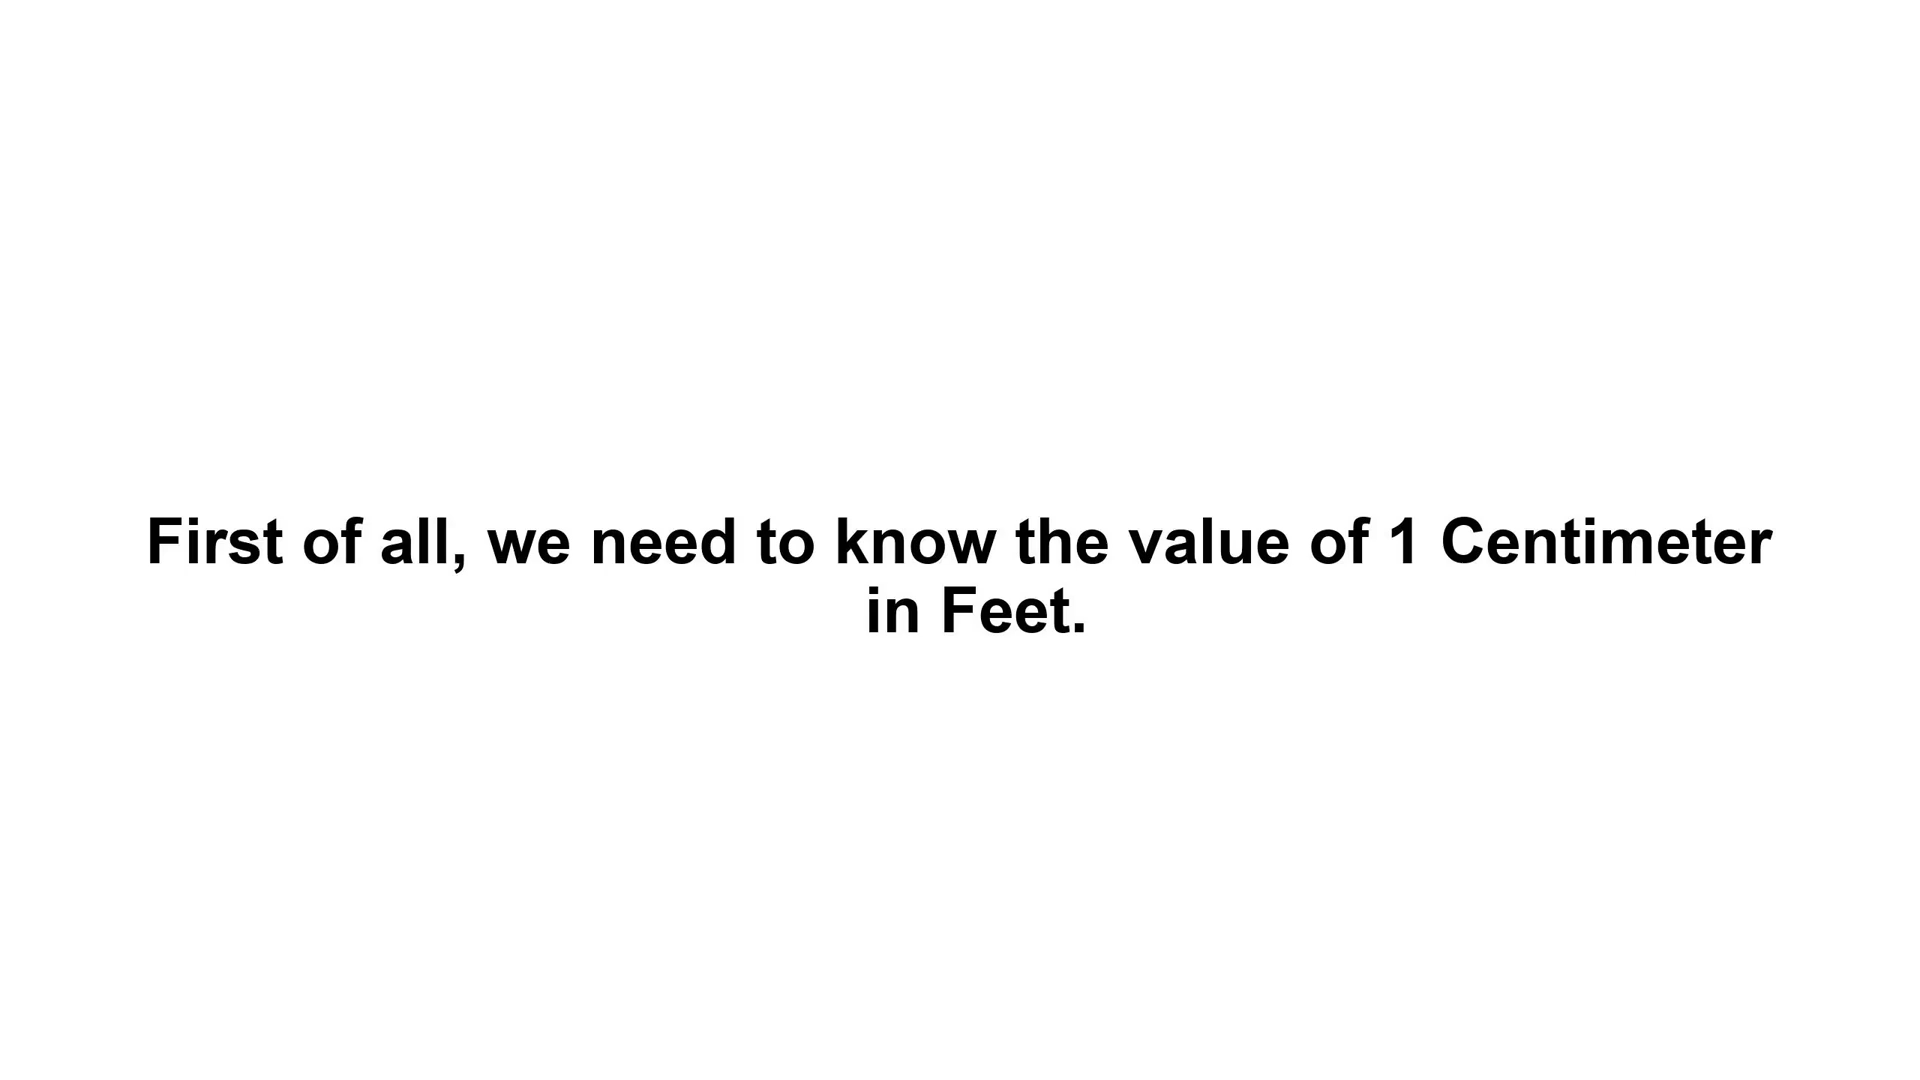 First of all, we need to know the value of 1 Centimeter
in Feet.